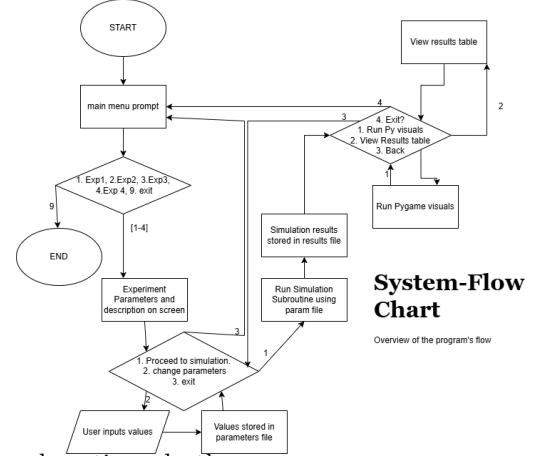 START
View results table
main menu prompt
4
3
4. Exit?
1. Run Py visuals
2. View Results table
3. Back
2
1. Exp1, 2.Exp2, 3.Exp3,
4.Exp 4, 9. exit
1
9
Run Pygame visuals
[1-4]
Simulation results
stored in results file
END
Experiment
Parameters and
description on screen
Run Simulation
Subroutine using
param file
System-Flow
Chart
Overview of the program's flow
3
1
1. Proceed to simulation.
2. change parameters
3. exit
2
User inputs values
Values stored in
parameters file